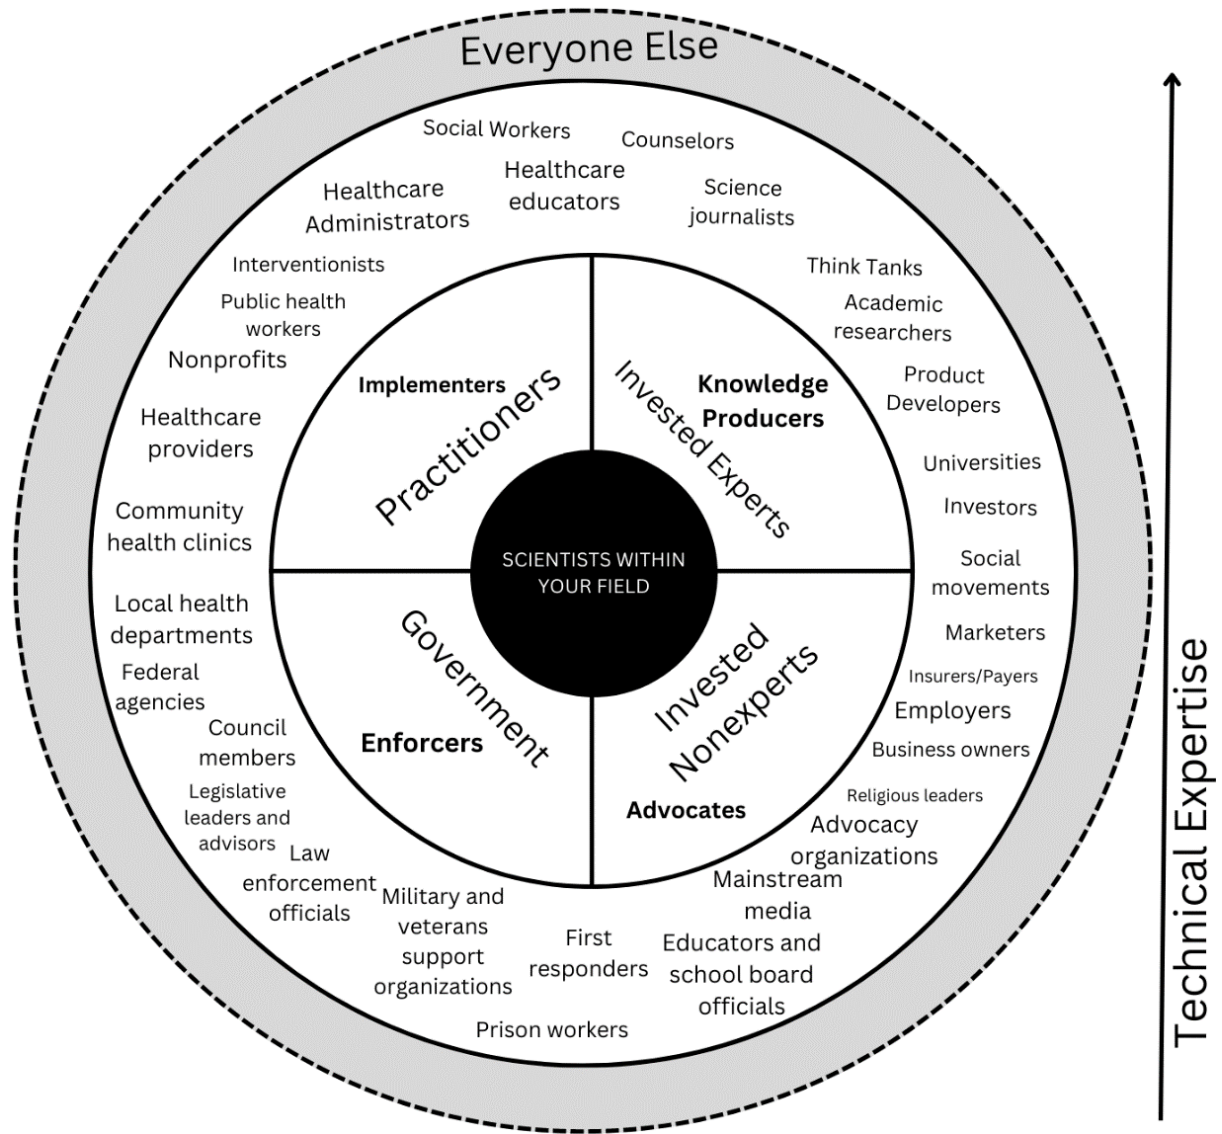 Everyone Else
Social Workers
Counselors
Healthcare
educators
Healthcare
Administrators
Science
journalists
Interventionists
Think Tanks
Public health
workers
Academic
researchers
Nonprofits
Product
Developers
Healthcare
providers
Universities
Community
health clinics
Investors
Social
movements
Local health
departments
Marketers
Federal
agencies
Insurers/Payers
Employers
Council
members
Business owners
Legislative
leaders and
advisors
Religious leaders
Advocacy
organizations
Law
enforcement
officials
Mainstream
media
Military and
veterans
support
organizations
First
responders
Educators and
school board
officials
Prison workers
Implementers
Practitioners
Knowledge
Producers
Invested Experts
SCIENTISTS WITHIN
YOUR FIELD
Government
Enforcers
Invested
Nonexperts
Advocates
Technical Expertise